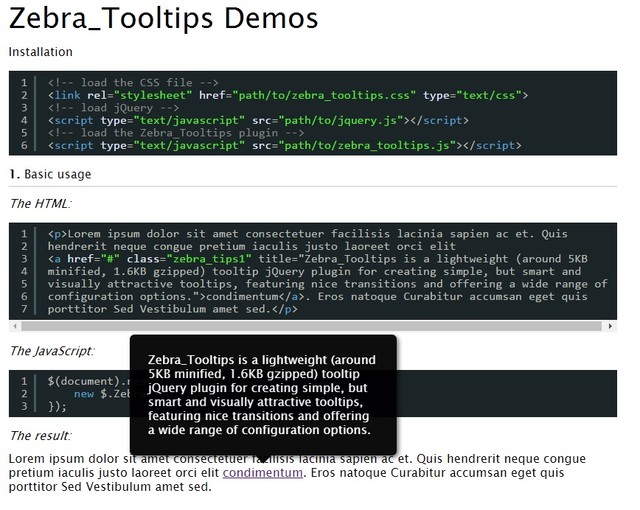 Zebra_Tooltips Demos
Installation
1 <!-- load the CSS file -->
2 <link rel="stylesheet" href="path/to/zebra_tooltips.css" type="text/css">
3 <!-- load jQuery -->
4 <script type="text/javascript" src="path/to/jquery.js"></script>
5 <!-- load the Zebra_Tooltips plugin -->
6 <script type="text/javascript" src="path/to/zebra_tooltips.js"></script>
1. Basic usage
The HTML:
1 <p>Lorem ipsum dolor sit amet consectetuer facilisis lacinia sapien ac et. Quis
2 hendrerit neque congue pretium iaculis justo laoreet orci elit
3 <a href="#" class="zebra_tips1" title="Zebra_Tooltips is a lightweight (around 5KB
4 minified, 1.6KB gzipped) tooltip jQuery plugin for creating simple, but smart and
5 visually attractive tooltips, featuring nice transitions and offering a wide range of
6 configuration options.">condimentum</a>. Eros natoque Curabitur accumsan eget quis
7 porttitor Sed Vestibulum amet sed.</p>
The JavaScript:
1 $(document).
2 new $.Zeb
3 });
Zebra_Tooltips is a lightweight (around
5KB minified, 1.6KB gzipped) tooltip
jQuery plugin for creating simple, but
smart and visually attractive tooltips,
featuring nice transitions and offering
a wide range of configuration options.
The result:
Lorem ipsum dolor sit amet consectetuer facilisis lacinia sapien ac et. Quis hendrerit neque congue
pretium iaculis justo laoreet orci elit condimentum. Eros natoque Curabitur accumsan eget quis
porttitor Sed Vestibulum amet sed.